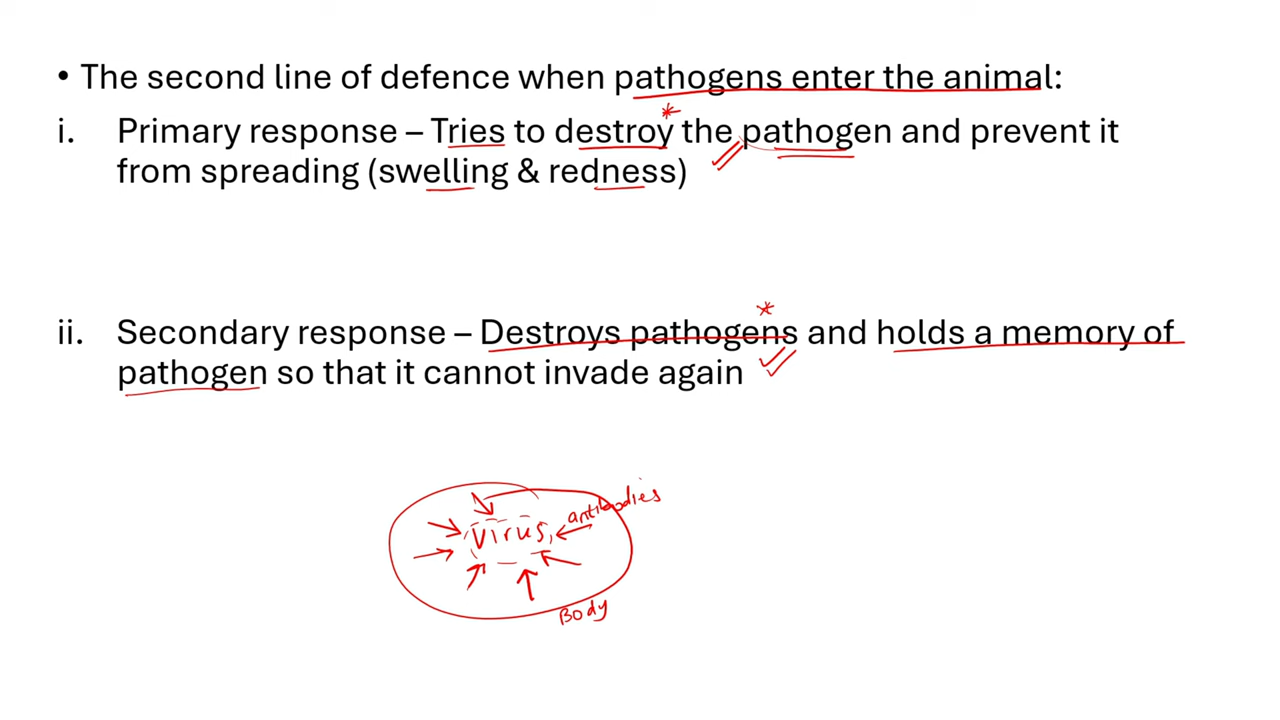 • The second line of defence when pathogens enter the animal:
i. Primary response – Tries to destroy the pathogen and prevent it
from spreading (swelling & redness)
ii. Secondary response – Destroys pathogens and holds a memory of
pathogen so that it cannot invade again
antibodies
Virus
Body